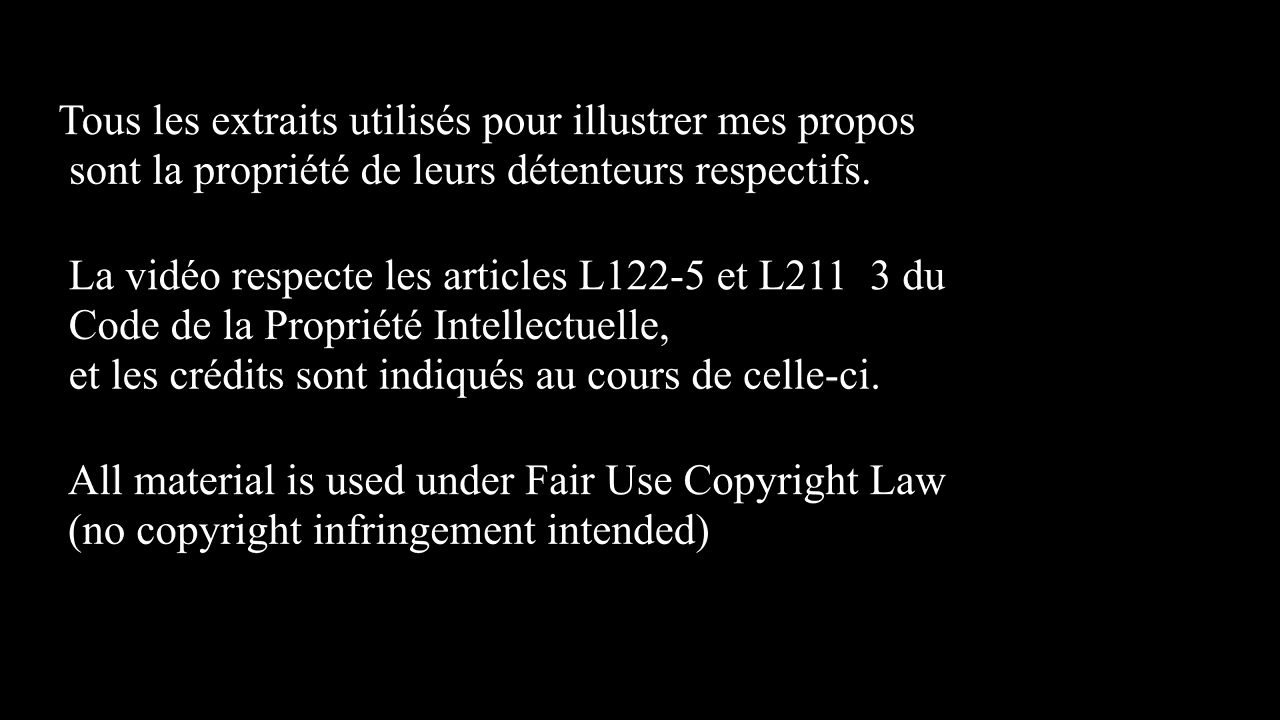 Tous les extraits utilisés pour illustrer mes propos
sont la propriété de leurs détenteurs respectifs.
La vidéo respecte les articles L122-5 et L211  3 du
Code de la Propriété Intellectuelle,
et les crédits sont indiqués au cours de celle-ci.
All material is used under Fair Use Copyright Law
(no copyright infringement intended)